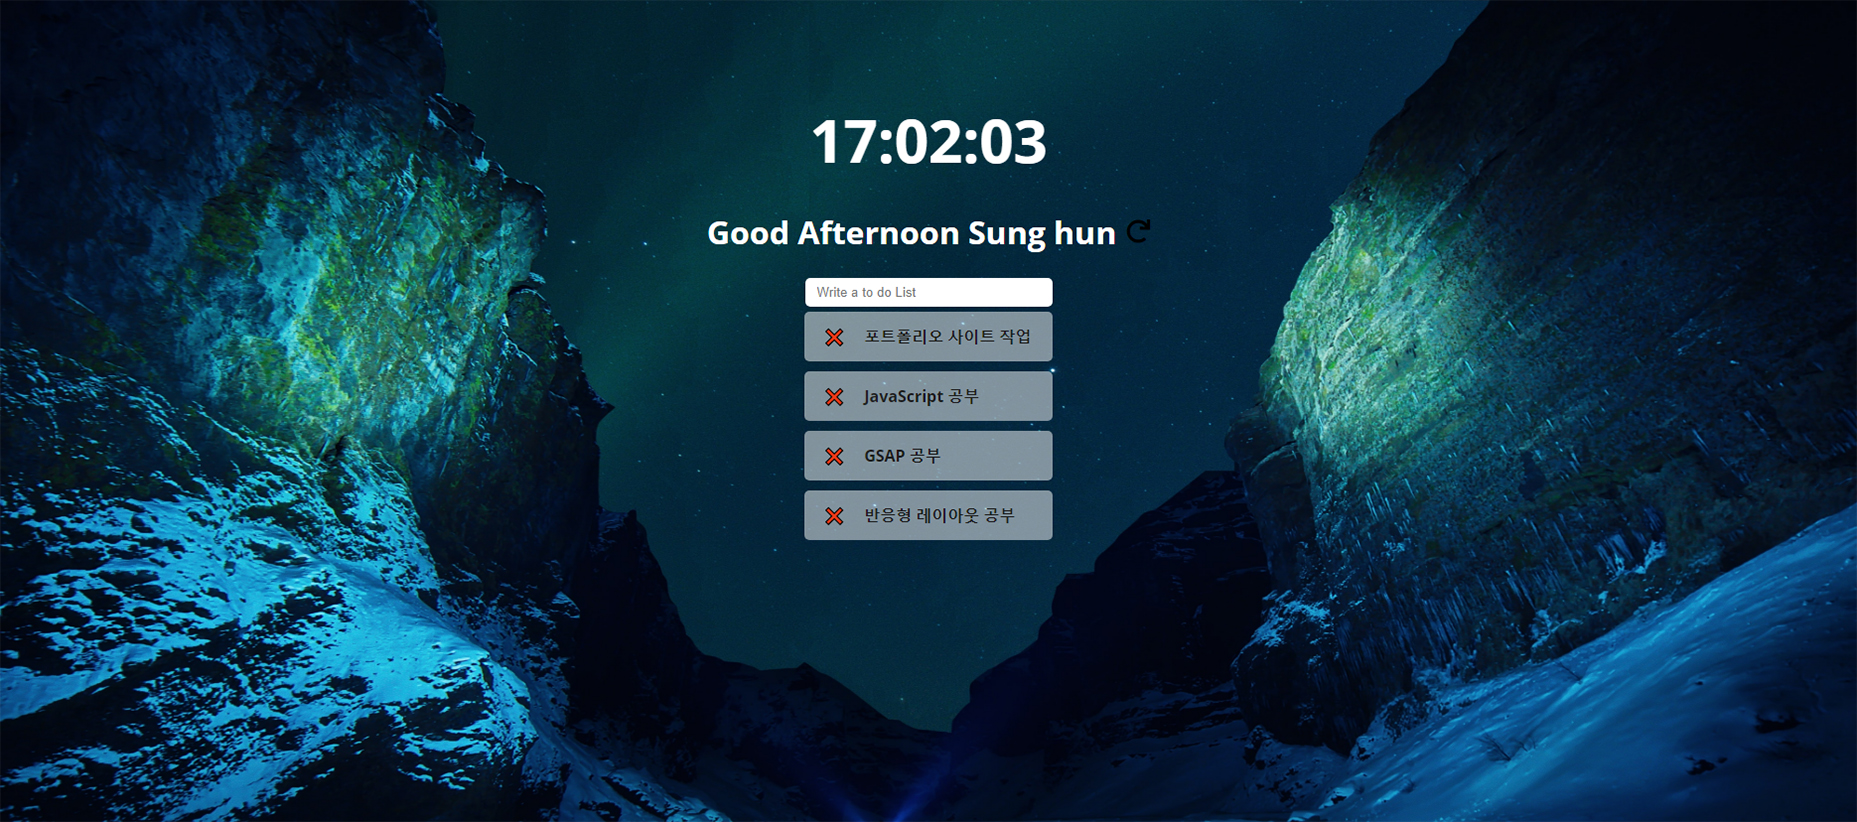 17:02:03
Good Afternoon Sung hun
Write a to do List
포트폴리오 사이트 작업
JavaScript 공부
GSAP 공부
반응형 레이아웃 공부